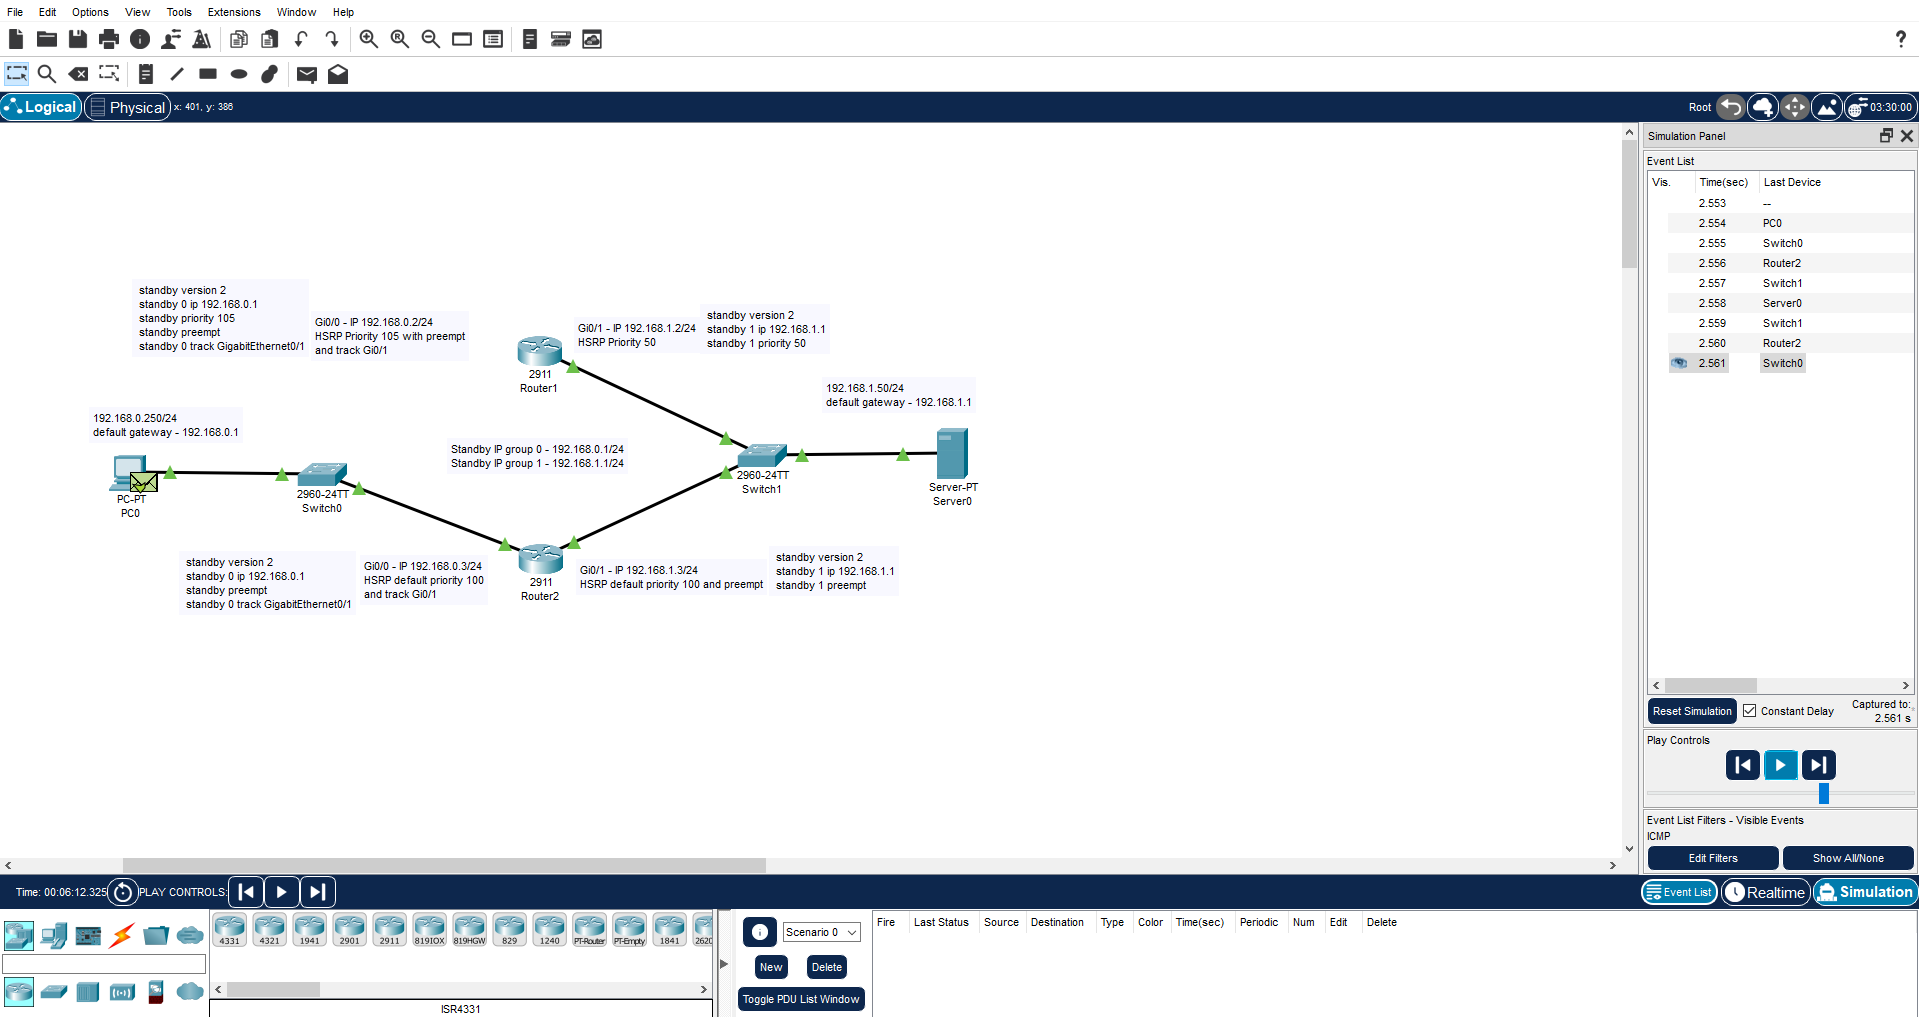 File Edit Options View Tools Extensions Window Help
Logical Physical x: 401, y: 386 Root 03:30:00
Simulation Panel
Event List
Vis. Time(sec) Last Device
2.553 --
2.554 PC0
2.555 Switch0
2.556 Router2
2.557 Switch1
2.558 Server0
2.559 Switch1
2.560 Router2
2.561 Switch0
standby version 2
standby 0 ip 192.168.0.1
standby priority 105
standby preempt
standby 0 track GigabitEthernet0/1
Gi0/0 - IP 192.168.0.2/24
HSRP Priority 105 with preempt
and track Gi0/1
2911
Router1
Gi0/1 - IP 192.168.1.2/24
HSRP Priority 50
standby version 2
standby 1 ip 192.168.1.1
standby 1 priority 50
192.168.1.50/24
default gateway - 192.168.1.1
192.168.0.250/24
default gateway - 192.168.0.1
Standby IP group 0 - 192.168.0.1/24
Standby IP group 1 - 192.168.1.1/24
PC-PT
PC0
2960-24TT
Switch0
2960-24TT
Switch1
Server-PT
Server0
standby version 2
standby 0 ip 192.168.0.1
standby preempt
standby 0 track GigabitEthernet0/1
Gi0/0 - IP 192.168.0.3/24
HSRP default priority 100
and track Gi0/1
2911
Router2
Gi0/1 - IP 192.168.1.3/24
HSRP default priority 100 and preempt
standby version 2
standby 1 ip 192.168.1.1
standby 1 preempt
Reset Simulation Constant Delay Captured to:
2.561 s
Play Controls
Event List Filters - Visible Events
ICMP
Edit Filters Show All/None
Time: 00:06:12.325 PLAY CONTROLS: Event List Realtime Simulation
4331 4321 1941 2901 2911 819IOX 819HGW 829 1240 PT-Router PT-Empty 1841 2620
ISR4331
Scenario 0
New Delete
Toggle PDU List Window
Fire Last Status Source Destination Type Color Time(sec) Periodic Num Edit Delete